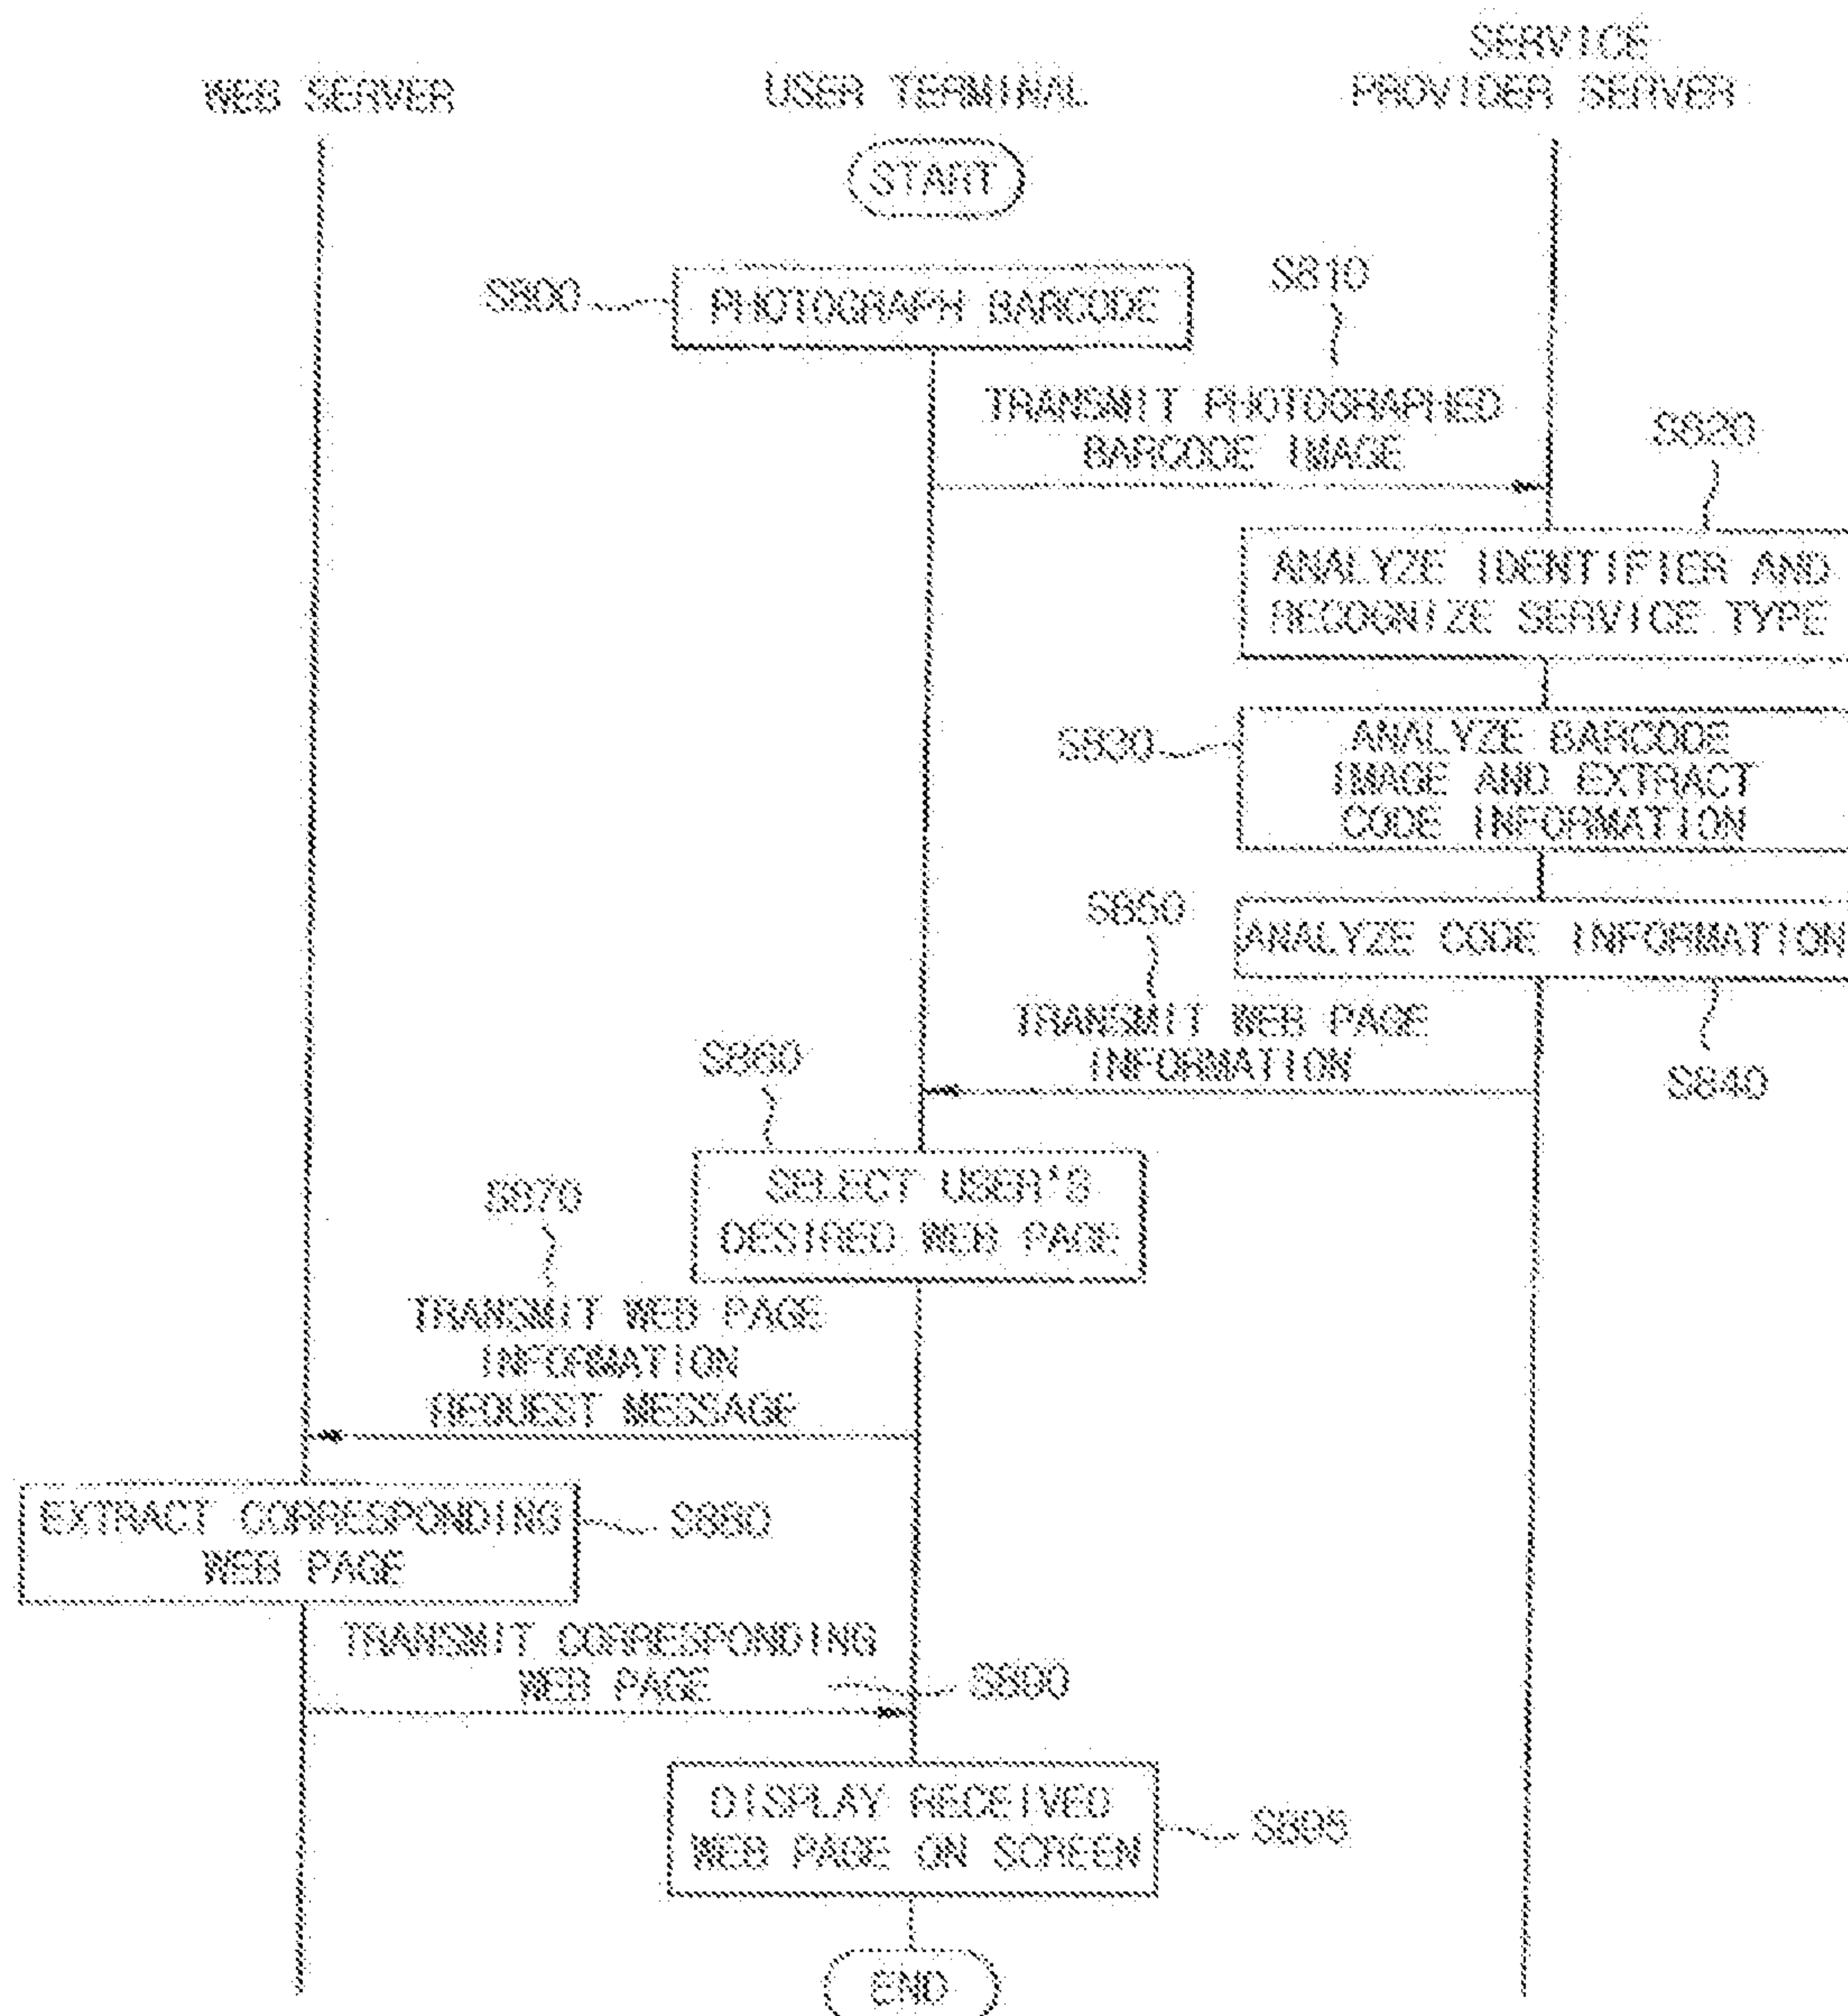 WEB SERVER
USER TERMINAL
SERVICE
PROVIDER SERVER
START
S800
PHOTOGRAPH BARCODE
S810
TRANSMIT PHOTOGRAPHED
BARCODE IMAGE
S820
ANALYZE IDENTIFIER AND
RECOGNIZE SERVICE TYPE
S830
ANALYZE BARCODE
IMAGE AND EXTRACT
CODE INFORMATION
S850
ANALYZE CODE INFORMATION
TRANSMIT WEB PAGE
INFORMATION
S840
S860
SELECT USER'S
DESIRED WEB PAGE
S870
TRANSMIT WEB PAGE
INFORMATION
REQUEST MESSAGE
EXTRACT CORRESPONDING
WEB PAGE
S880
TRANSMIT CORRESPONDING
WEB PAGE
S890
DISPLAY RECEIVED
WEB PAGE ON SCREEN
S895
END